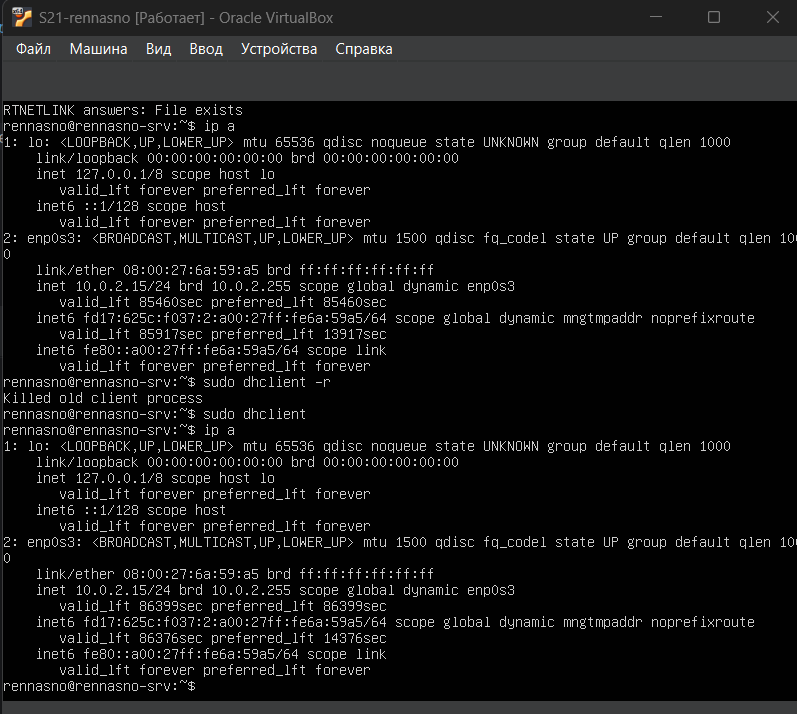 S21-rennasno [Работает] - Oracle VirtualBox
Файл Машина Вид Ввод Устройства Справка
RTNETLINK answers: File exists
rennasno@rennasno-srv:~$ ip a
1: lo: <LOOPBACK,UP,LOWER_UP> mtu 65536 qdisc noqueue state UNKNOWN group default qlen 1000
    link/loopback 00:00:00:00:00:00 brd 00:00:00:00:00:00
    inet 127.0.0.1/8 scope host lo
       valid_lft forever preferred_lft forever
    inet6 ::1/128 scope host
       valid_lft forever preferred_lft forever
2: enp0s3: <BROADCAST,MULTICAST,UP,LOWER_UP> mtu 1500 qdisc fq_codel state UP group default qlen 100
0
    link/ether 08:00:27:6a:59:a5 brd ff:ff:ff:ff:ff:ff
    inet 10.0.2.15/24 brd 10.0.2.255 scope global dynamic enp0s3
       valid_lft 85460sec preferred_lft 85460sec
    inet6 fd17:625c:f037:2:a00:27ff:fe6a:59a5/64 scope global dynamic mngtmpaddr noprefixroute
       valid_lft 85917sec preferred_lft 13917sec
    inet6 fe80::a00:27ff:fe6a:59a5/64 scope link
       valid_lft forever preferred_lft forever
rennasno@rennasno-srv:~$ sudo dhclient -r
Killed old client process
rennasno@rennasno-srv:~$ sudo dhclient
rennasno@rennasno-srv:~$ ip a
1: lo: <LOOPBACK,UP,LOWER_UP> mtu 65536 qdisc noqueue state UNKNOWN group default qlen 1000
    link/loopback 00:00:00:00:00:00 brd 00:00:00:00:00:00
    inet 127.0.0.1/8 scope host lo
       valid_lft forever preferred_lft forever
    inet6 ::1/128 scope host
       valid_lft forever preferred_lft forever
2: enp0s3: <BROADCAST,MULTICAST,UP,LOWER_UP> mtu 1500 qdisc fq_codel state UP group default qlen 100
0
    link/ether 08:00:27:6a:59:a5 brd ff:ff:ff:ff:ff:ff
    inet 10.0.2.15/24 brd 10.0.2.255 scope global dynamic enp0s3
       valid_lft 86399sec preferred_lft 86399sec
    inet6 fd17:625c:f037:2:a00:27ff:fe6a:59a5/64 scope global dynamic mngtmpaddr noprefixroute
       valid_lft 86376sec preferred_lft 14376sec
    inet6 fe80::a00:27ff:fe6a:59a5/64 scope link
       valid_lft forever preferred_lft forever
rennasno@rennasno-srv:~$